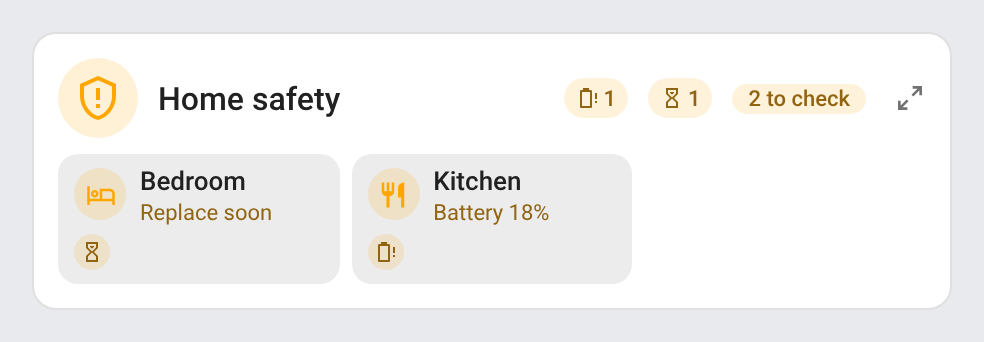 Home safety
1
1
2 to check
Bedroom
Replace soon
Kitchen
Battery 18%